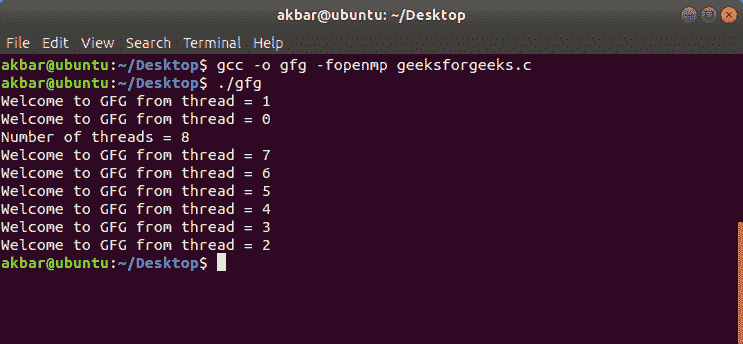 akbar@ubuntu: ~/Desktop
File Edit View Search Terminal Help
akbar@ubuntu:~/Desktop$ gcc -o gfg -fopenmp geeksforgeeks.c
akbar@ubuntu:~/Desktop$ ./gfg
Welcome to GFG from thread = 1
Welcome to GFG from thread = 0
Number of threads = 8
Welcome to GFG from thread = 7
Welcome to GFG from thread = 6
Welcome to GFG from thread = 5
Welcome to GFG from thread = 4
Welcome to GFG from thread = 3
Welcome to GFG from thread = 2
akbar@ubuntu:~/Desktop$